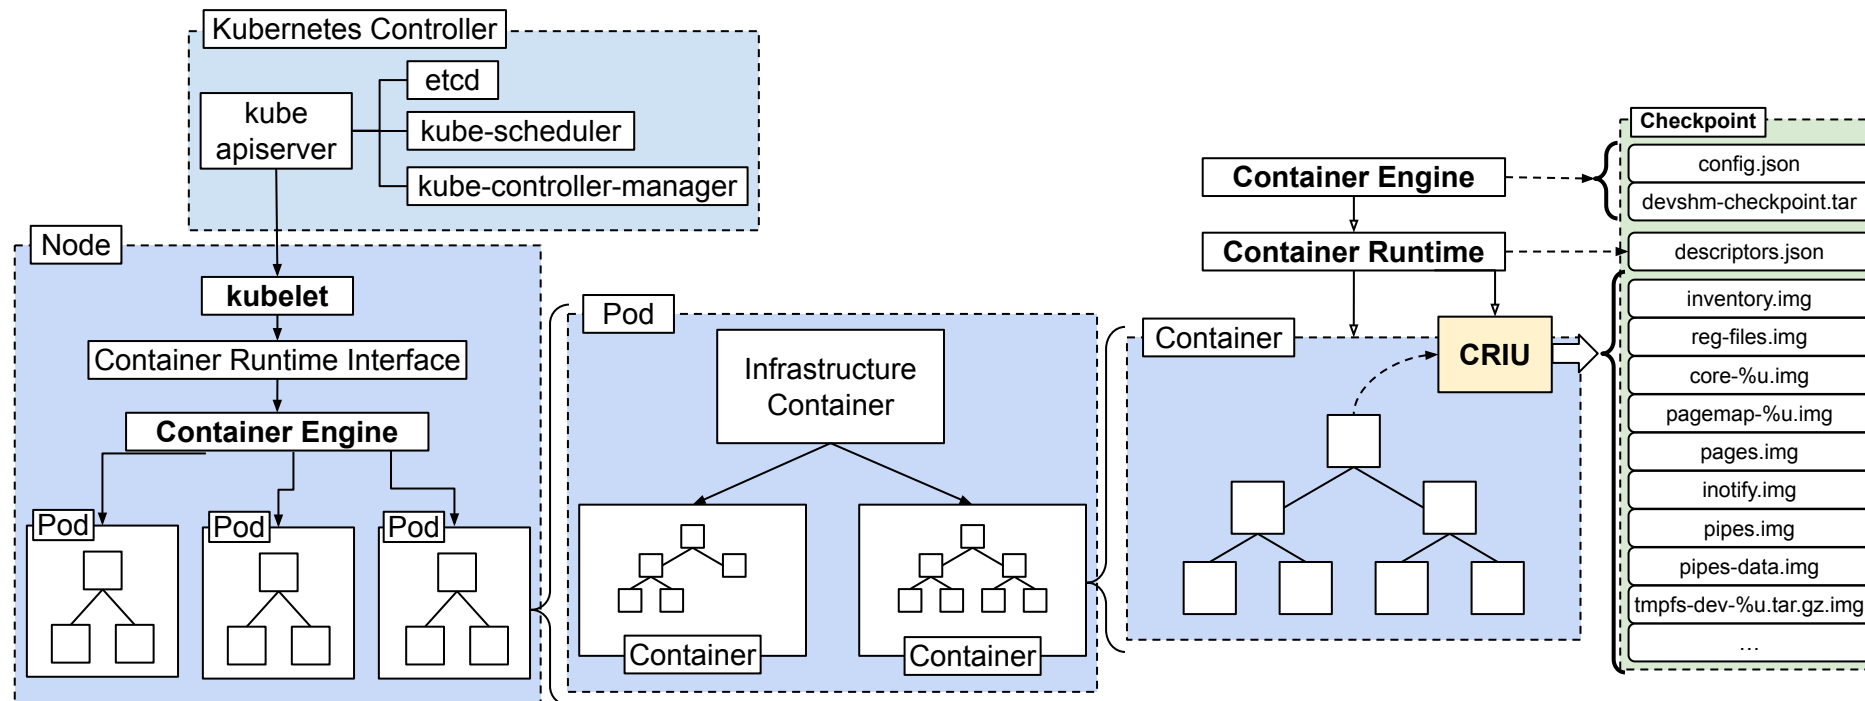 Kubernetes Controller
kube
apiserver
etcd
kube-scheduler
kube-controller-manager
Node
kubelet
Container Runtime Interface
Container Engine
Pod
Pod
Pod
Pod
Infrastructure
Container
Container
Container
Container Engine
Container Runtime
Container
CRIU
Checkpoint
config.json
devshm-checkpoint.tar
descriptors.json
inventory.img
reg-files.img
core-%u.img
pagemap-%u.img
pages.img
inotify.img
pipes.img
pipes-data.img
tmpfs-dev-%u.tar.gz.img
...